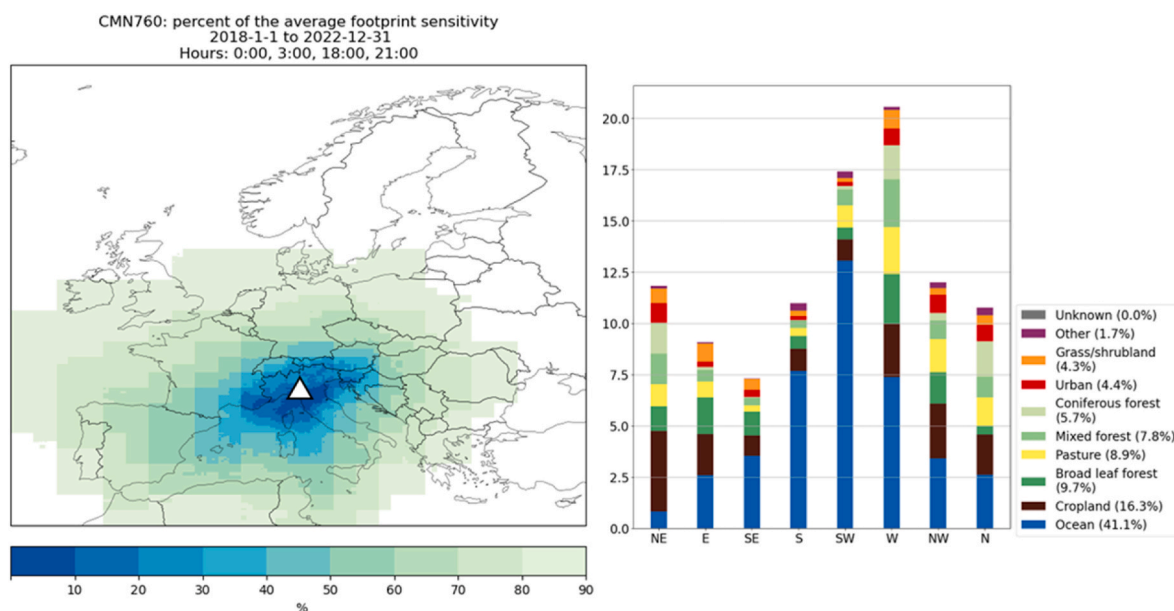 CMN760: percent of the average footprint sensitivity
2018-1-1 to 2022-12-31
Hours: 0:00, 3:00, 18:00, 21:00
10 20 30 40 50 60 70 80 90
%
20.0
17.5
15.0
12.5
10.0
7.5
5.0
2.5
0.0
NE E SE S SW W NW N
Unknown (0.0%)
Other (1.7%)
Grass/shrubland
(4.3%)
Urban (4.4%)
Coniferous forest
(5.7%)
Mixed forest (7.8%)
Pasture (8.9%)
Broad leaf forest
(9.7%)
Cropland (16.3%)
Ocean (41.1%)